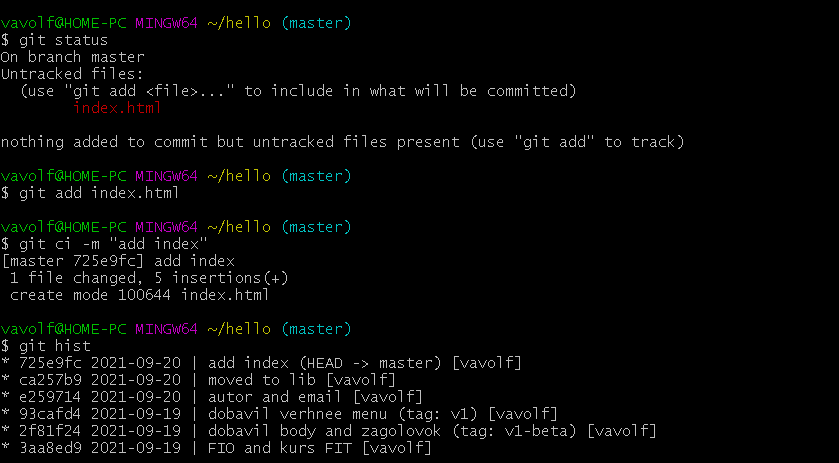 vavolf@HOME-PC MINGW64 ~/hello (master)
$ git status
On branch master
Untracked files:
  (use "git add <file>..." to include in what will be committed)
        index.html

nothing added to commit but untracked files present (use "git add" to track)

vavolf@HOME-PC MINGW64 ~/hello (master)
$ git add index.html

vavolf@HOME-PC MINGW64 ~/hello (master)
$ git ci -m "add index"
[master 725e9fc] add index
 1 file changed, 5 insertions(+)
 create mode 100644 index.html

vavolf@HOME-PC MINGW64 ~/hello (master)
$ git hist
* 725e9fc 2021-09-20 | add index (HEAD -> master) [vavolf]
* ca257b9 2021-09-20 | moved to lib [vavolf]
* e259714 2021-09-20 | autor and email [vavolf]
* 93cafd4 2021-09-19 | dobavil verhnee menu (tag: v1) [vavolf]
* 2f81f24 2021-09-19 | dobavil body and zagolovok (tag: v1-beta) [vavolf]
* 3aa8ed9 2021-09-19 | FIO and kurs FIT [vavolf]